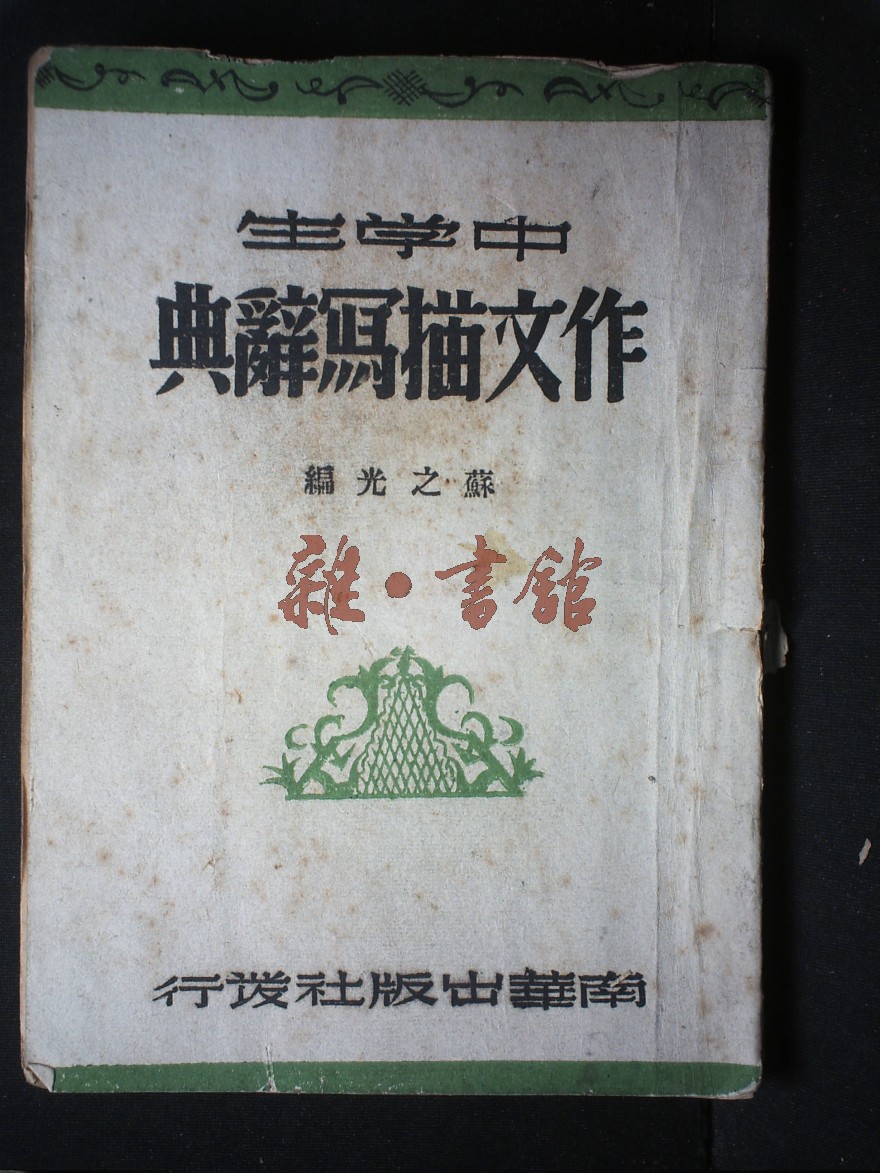 中学生
作文描寫辭典
蘇之光編
雜·書館
南華出版社发行